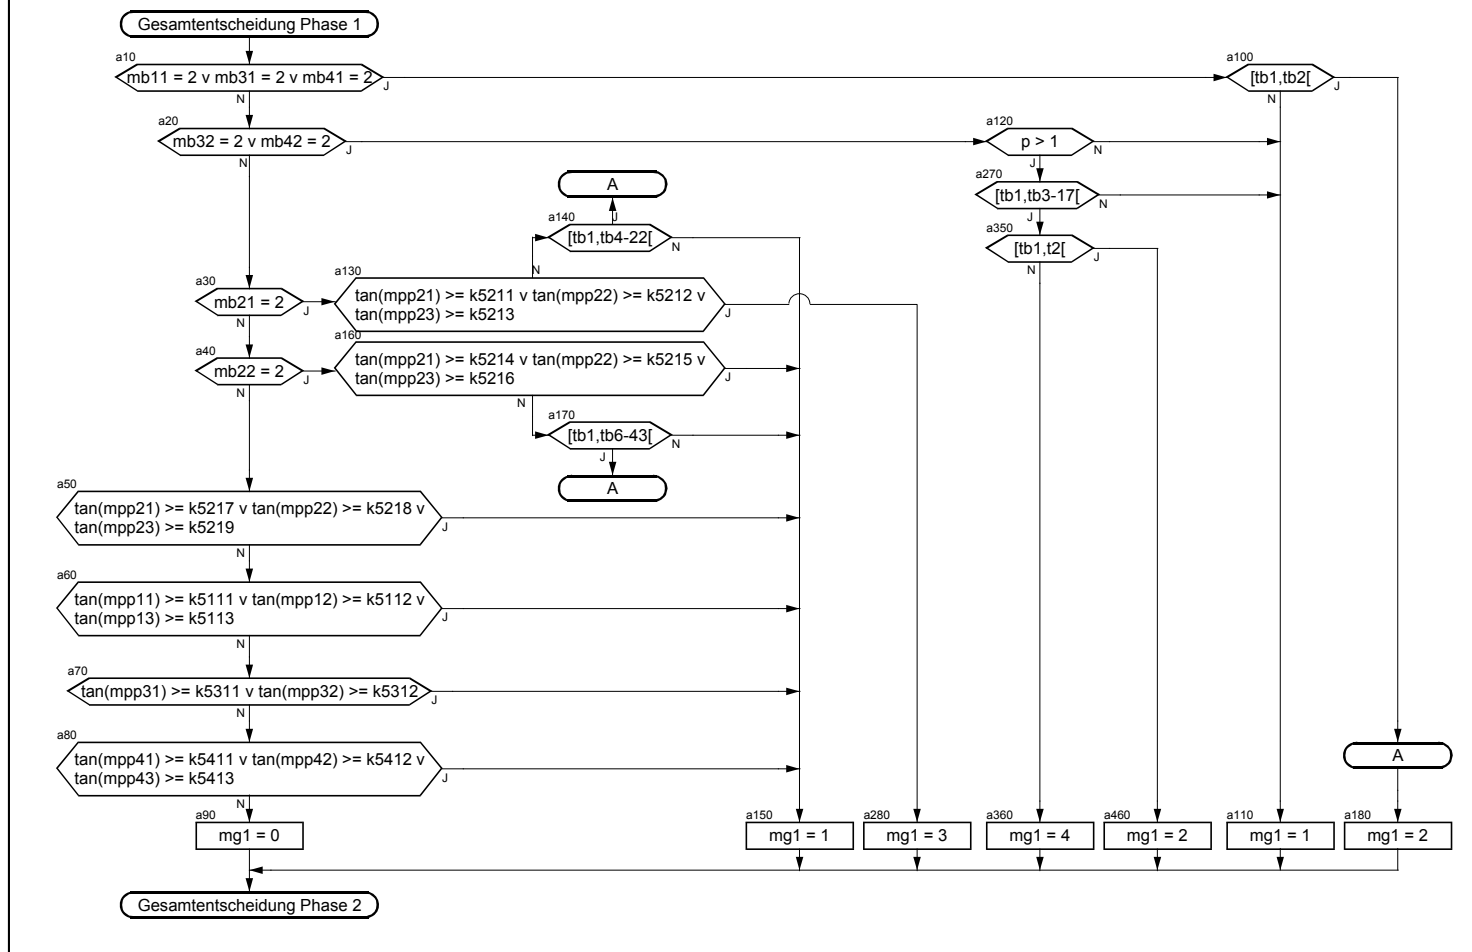 Gesamtentscheidung Phase 1
a10
mb11 = 2 v mb31 = 2 v mb41 = 2
J
N
a100
[tb1,tb2[
J
N
a20
mb32 = 2 v mb42 = 2
J
N
a120
p > 1
N
J
A
a270
[tb1,tb3-17[
N
J
a140
J
[tb1,tb4-22[
N
a350
[tb1,t2[
J
N
N
a130
a30
mb21 = 2
J
N
tan(mpp21) >= k5211 v tan(mpp22) >= k5212 v
tan(mpp23) >= k5213
J
a160
a40
mb22 = 2
J
N
tan(mpp21) >= k5214 v tan(mpp22) >= k5215 v
tan(mpp23) >= k5216
J
N
a170
[tb1,tb6-43[
N
J
A
a50
tan(mpp21) >= k5217 v tan(mpp22) >= k5218 v
tan(mpp23) >= k5219
J
N
a60
tan(mpp11) >= k5111 v tan(mpp12) >= k5112 v
tan(mpp13) >= k5113
J
N
a70
tan(mpp31) >= k5311 v tan(mpp32) >= k5312
J
N
a80
tan(mpp41) >= k5411 v tan(mpp42) >= k5412 v
tan(mpp43) >= k5413
J
N
A
a90
mg1 = 0
a150
mg1 = 1
a280
mg1 = 3
a360
mg1 = 4
a460
mg1 = 2
a110
mg1 = 1
a180
mg1 = 2
Gesamtentscheidung Phase 2